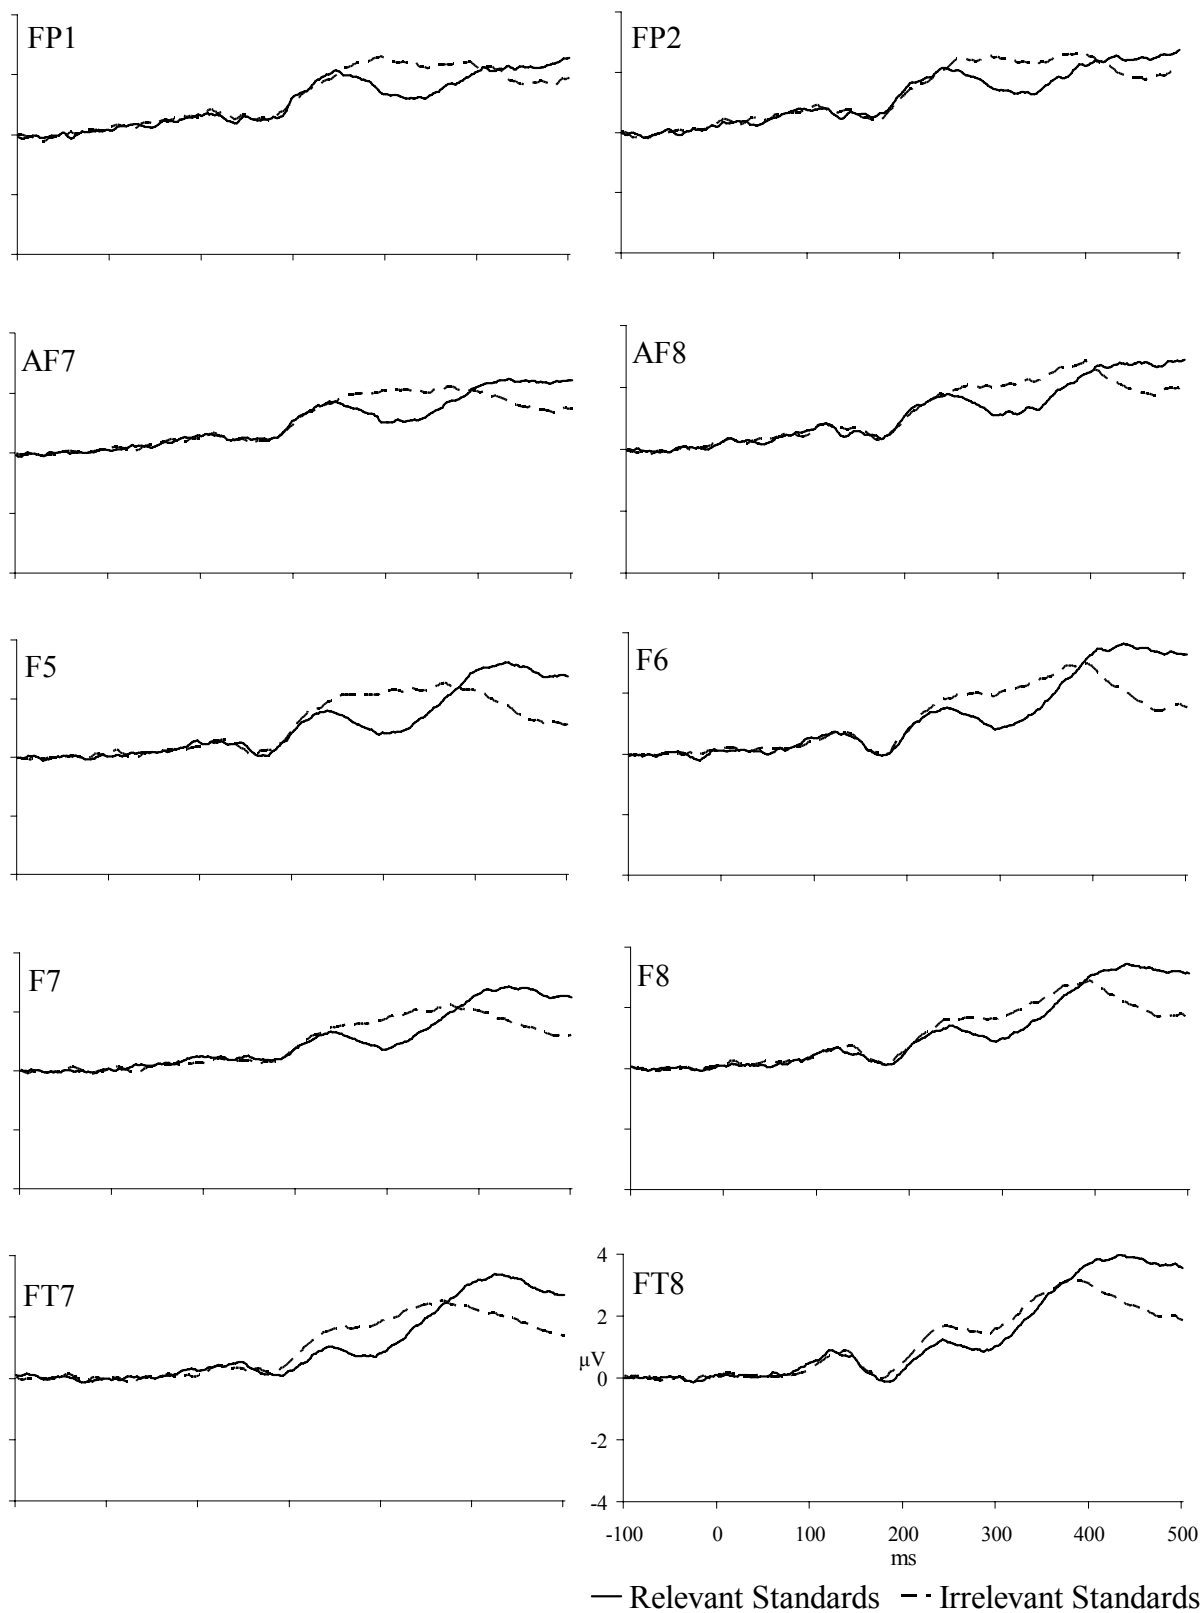 FP1
FP2
AF7
AF8
F5
F6
F7
F8
FT7
FT8
4
2
µV
0
-2
-4
-100 0 100 200 300 400 500
ms
Relevant Standards Irrelevant Standards